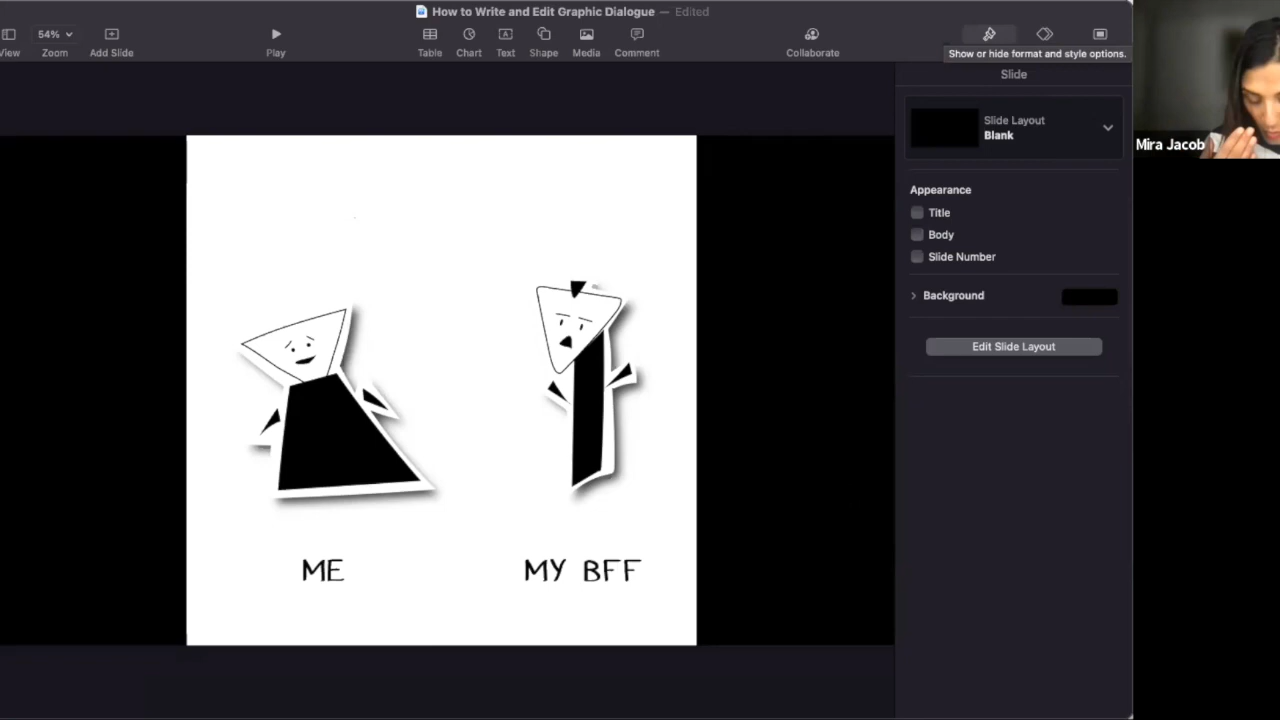 How to Write and Edit Graphic Dialogue — Edited
View
54%
Zoom
Add Slide
Play
Table
Chart
Text
Shape
Media
Comment
Collaborate
Show or hide format and style options.
Slide
Slide Layout
Blank
Appearance
Title
Body
Slide Number
Background
Edit Slide Layout
Mira Jacob
ME
MY BFF